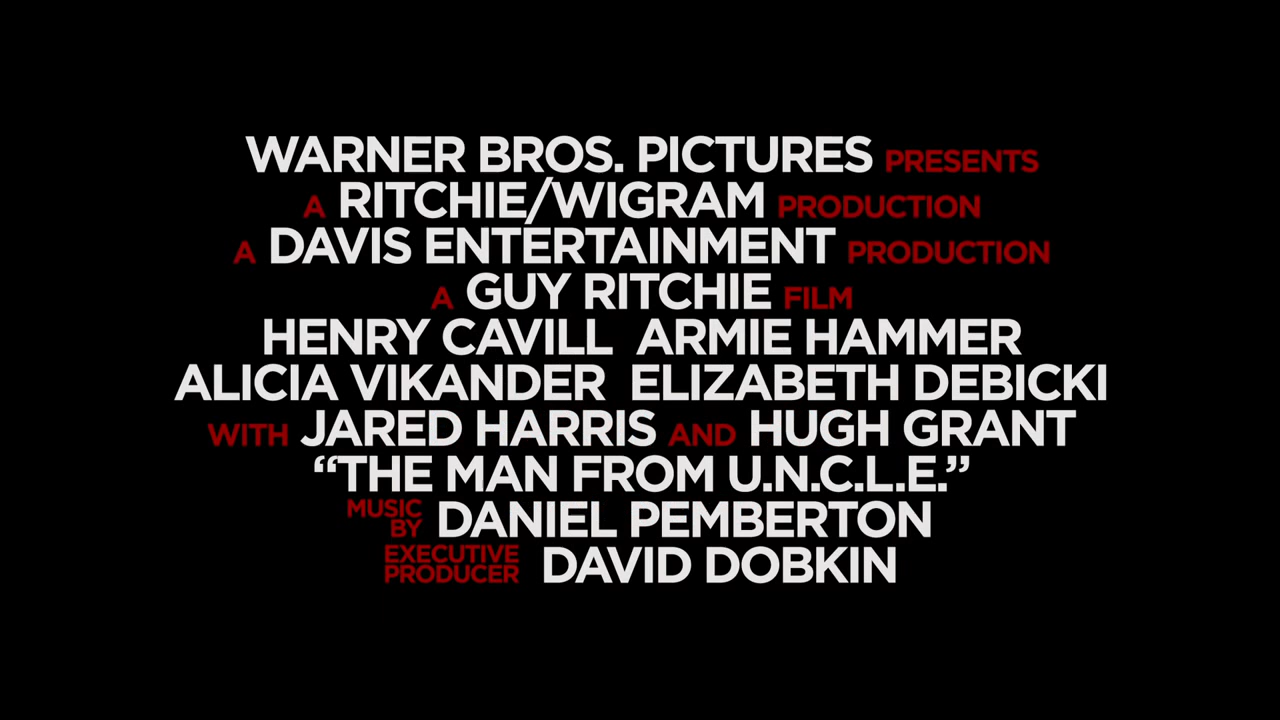 WARNER BROS. PICTURES PRESENTS
A RITCHIE/WIGRAM PRODUCTION
A DAVIS ENTERTAINMENT PRODUCTION
A GUY RITCHIE FILM
HENRY CAVILL ARMIE HAMMER
ALICIA VIKANDER ELIZABETH DEBICKI
WITH JARED HARRIS AND HUGH GRANT
“THE MAN FROM U.N.C.L.E.”
MUSIC BY DANIEL PEMBERTON
EXECUTIVE PRODUCER DAVID DOBKIN